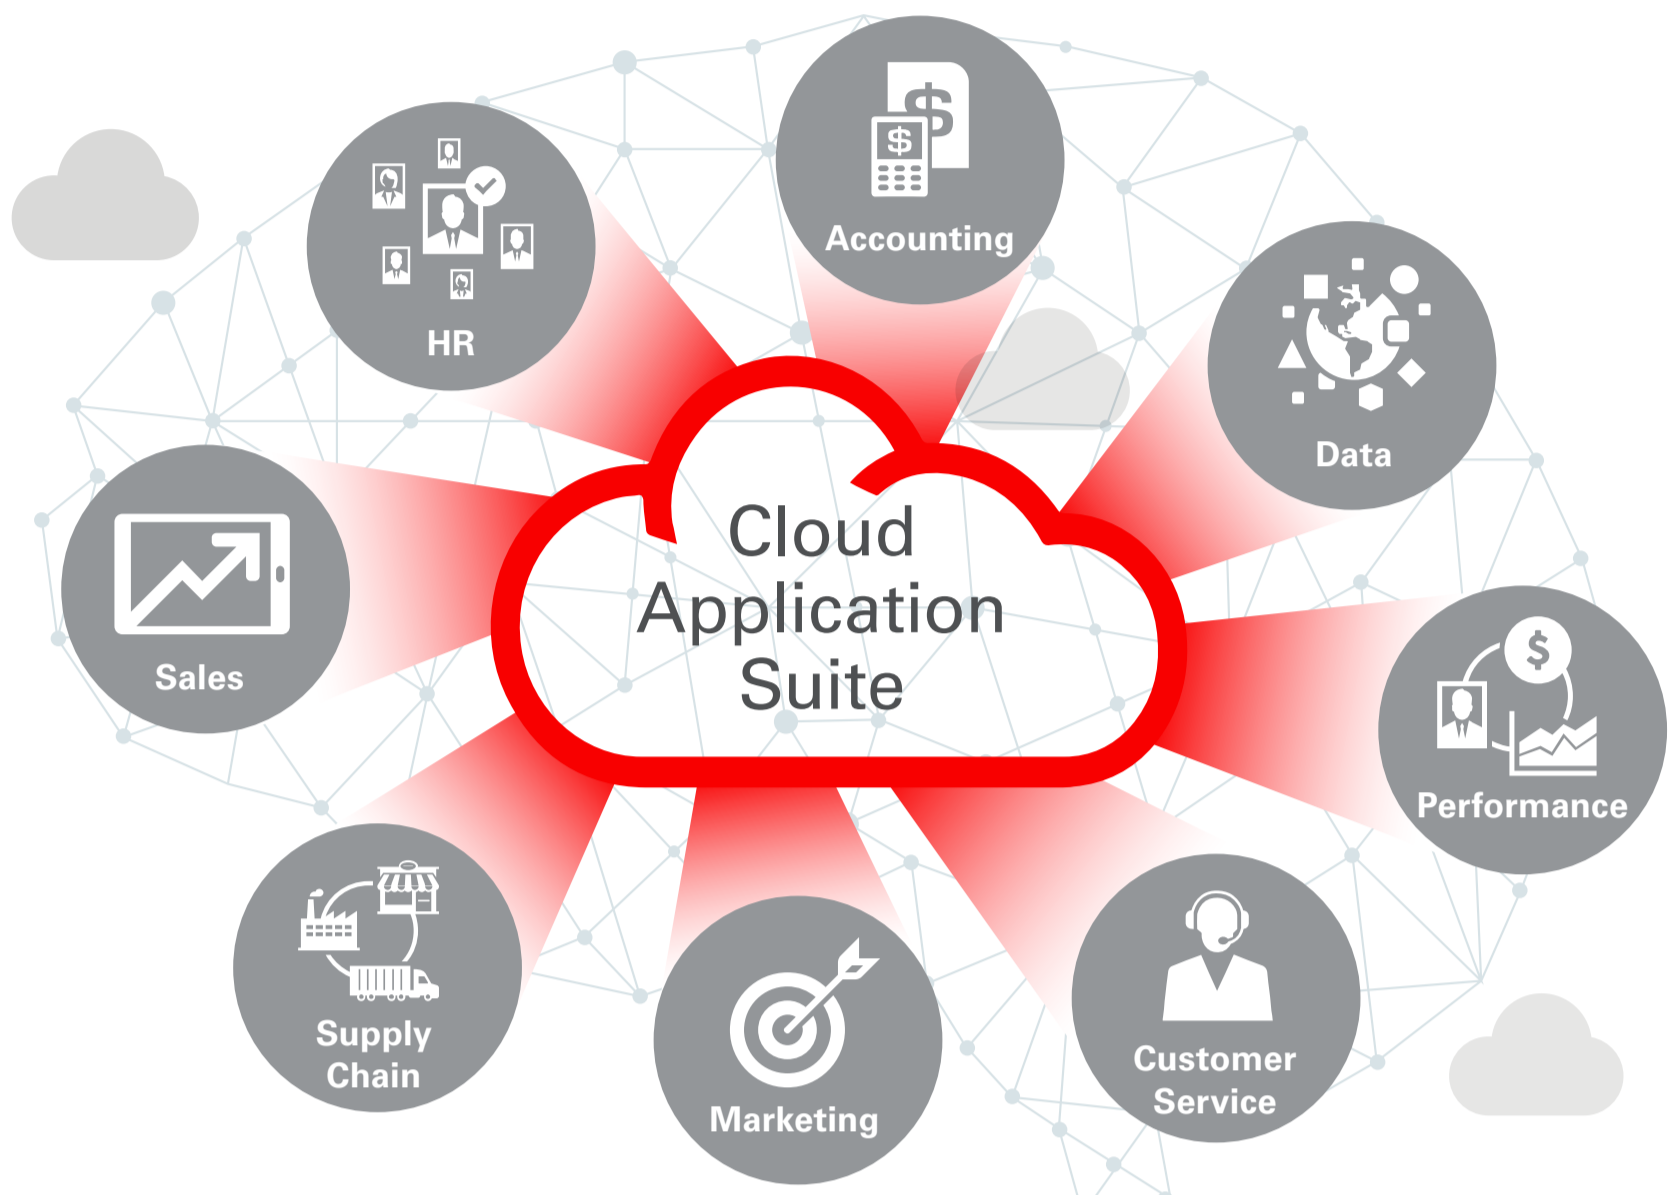 Accounting
HR
Data
Cloud
Application
Suite
Sales
Performance
Supply
Chain
Marketing
Customer
Service
$
$
$